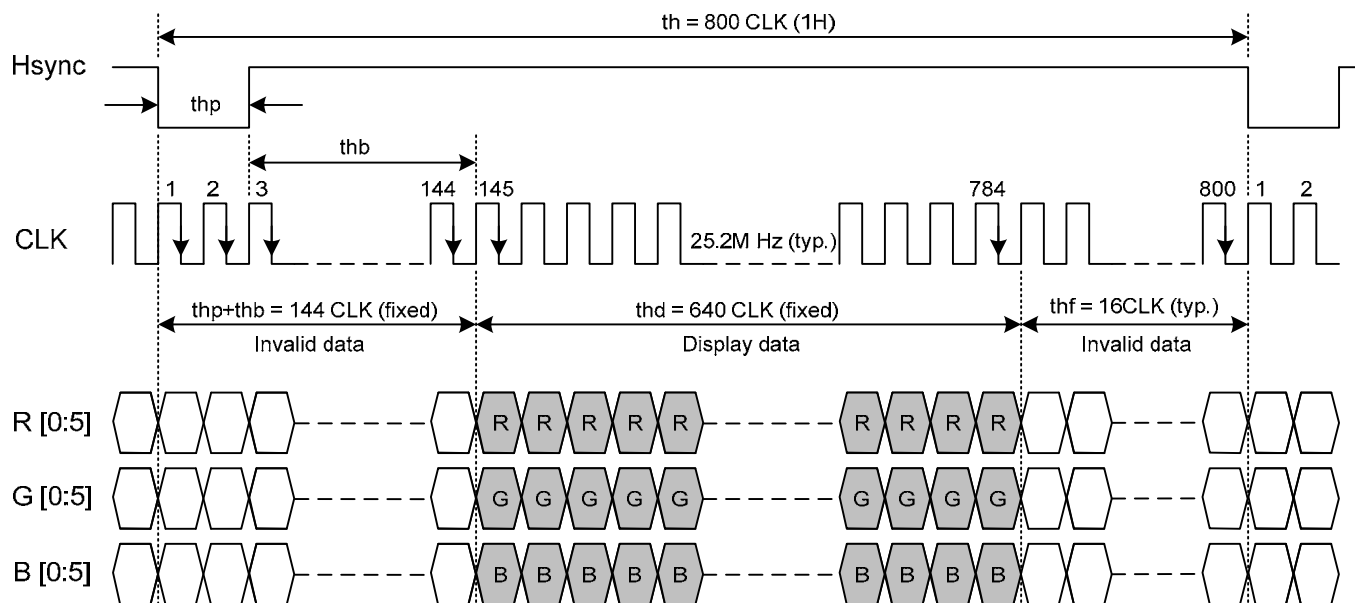 th = 800 CLK (1H)
Hsync
thp
thb
1 2 3 144 145 784 800 1 2
CLK
25.2M Hz (typ.)
thp+thb = 144 CLK (fixed) thd = 640 CLK (fixed) thf = 16CLK (typ.)
Invalid data Display data Invalid data
R [0:5] R R R R R R R R R
G [0:5] G G G G G G G G G
B [0:5] B B B B B B B B B